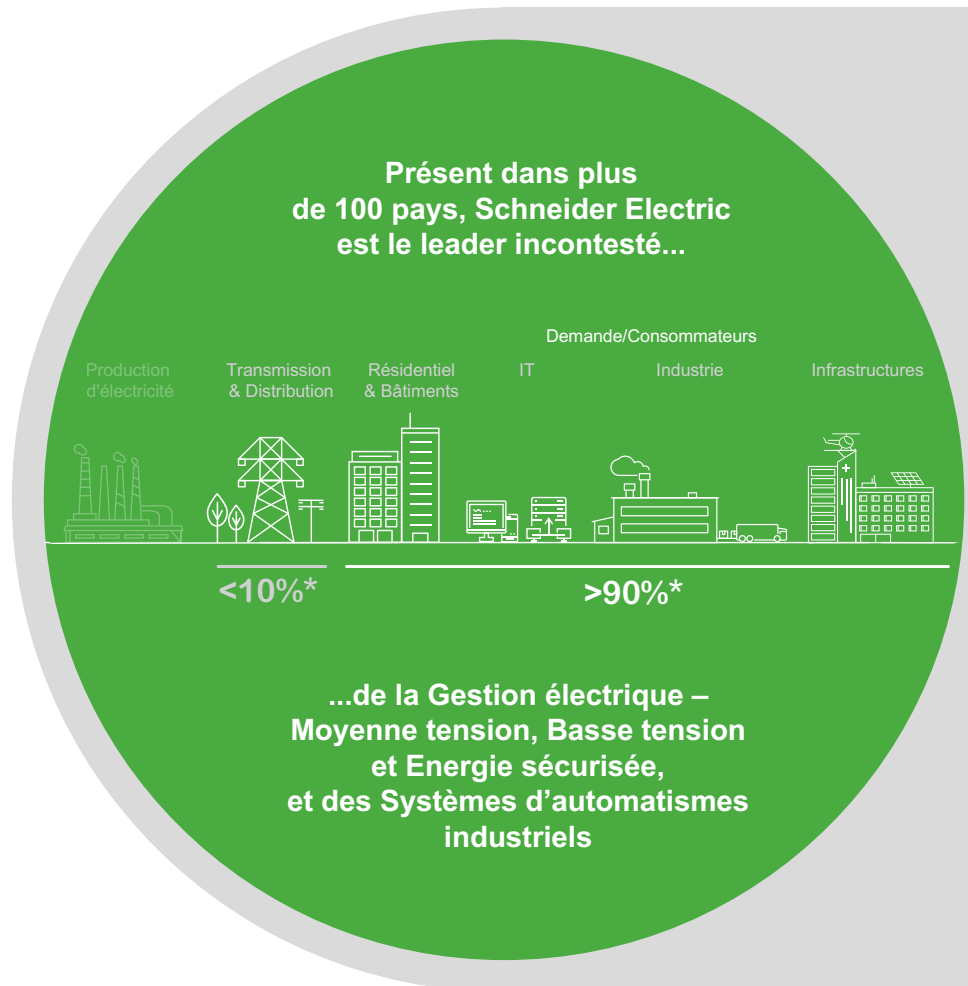 Présent dans plus
de 100 pays, Schneider Electric
est le leader incontesté...
Demande/Consommateurs
Production
d'électricité
Transmission
& Distribution
Résidentiel
& Bâtiments
IT
Industrie
Infrastructures
<10%*
>90%*
...de la Gestion électrique –
Moyenne tension, Basse tension
et Energie sécurisée,
et des Systèmes d’automatismes
industriels